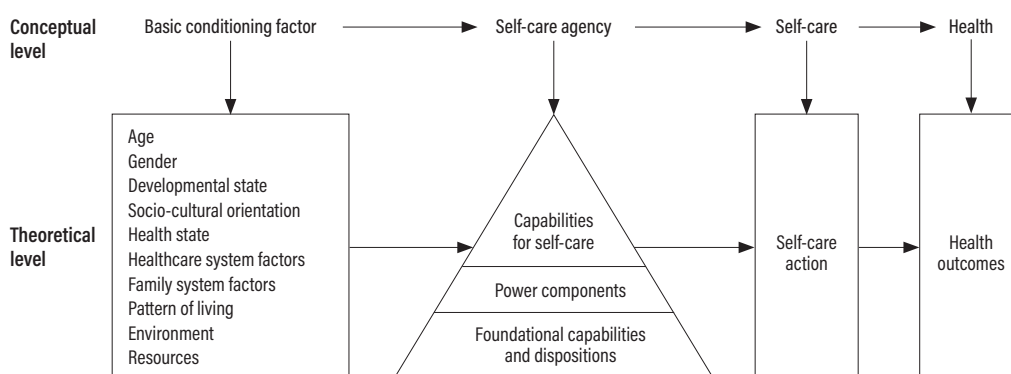 Conceptual
level
Basic conditioning factor
Self-care agency
Self-care
Health
Theoretical
level
Age
Gender
Developmental state
Socio-cultural orientation
Health state
Healthcare system factors
Family system factors
Pattern of living
Environment
Resources
Capabilities
for self-care
Power components
Foundational capabilities
and dispositions
Self-care
action
Health
outcomes